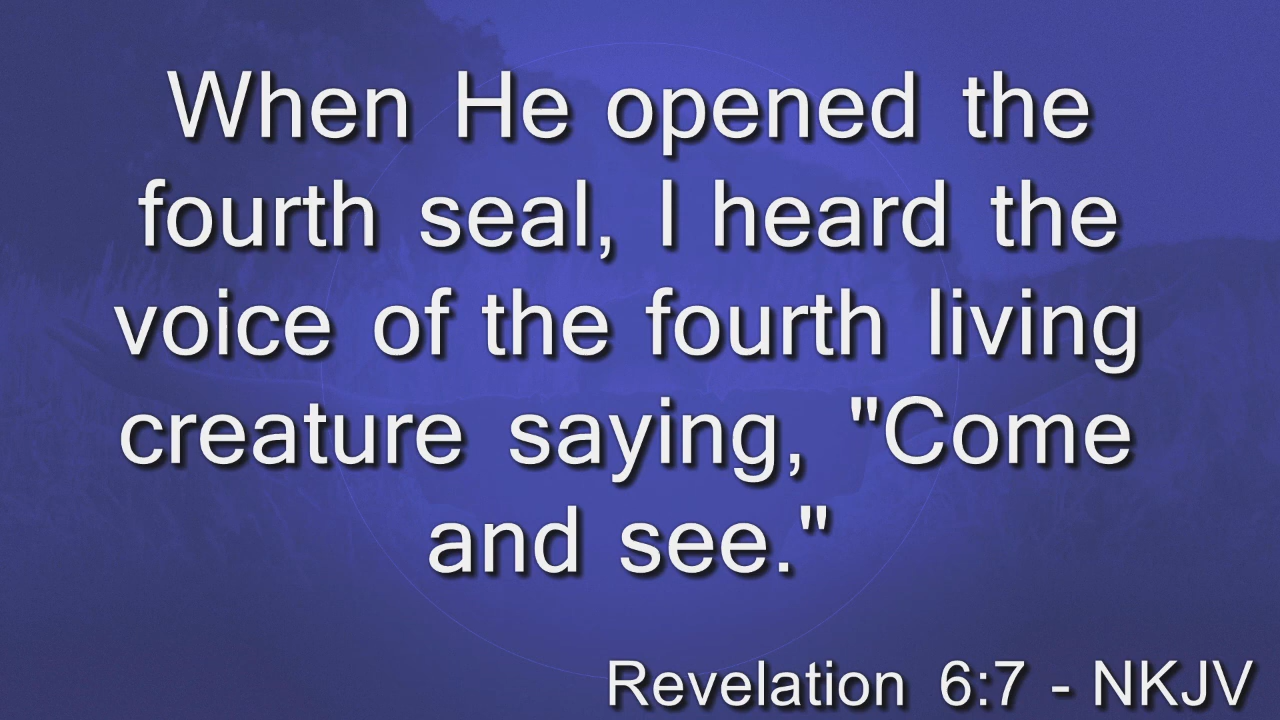 When He opened the
fourth seal, I heard the
voice of the fourth living
creature saying, "Come
and see."
Revelation 6:7 - NKJV